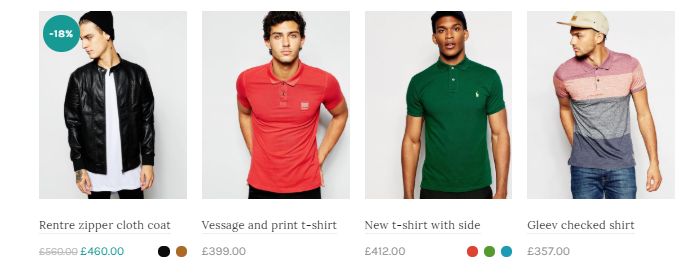 -18%
Rentre zipper cloth coat
Vessage and print t-shirt
New t-shirt with side
Gleev checked shirt
£560.00 £460.00
£399.00
£412.00
£357.00